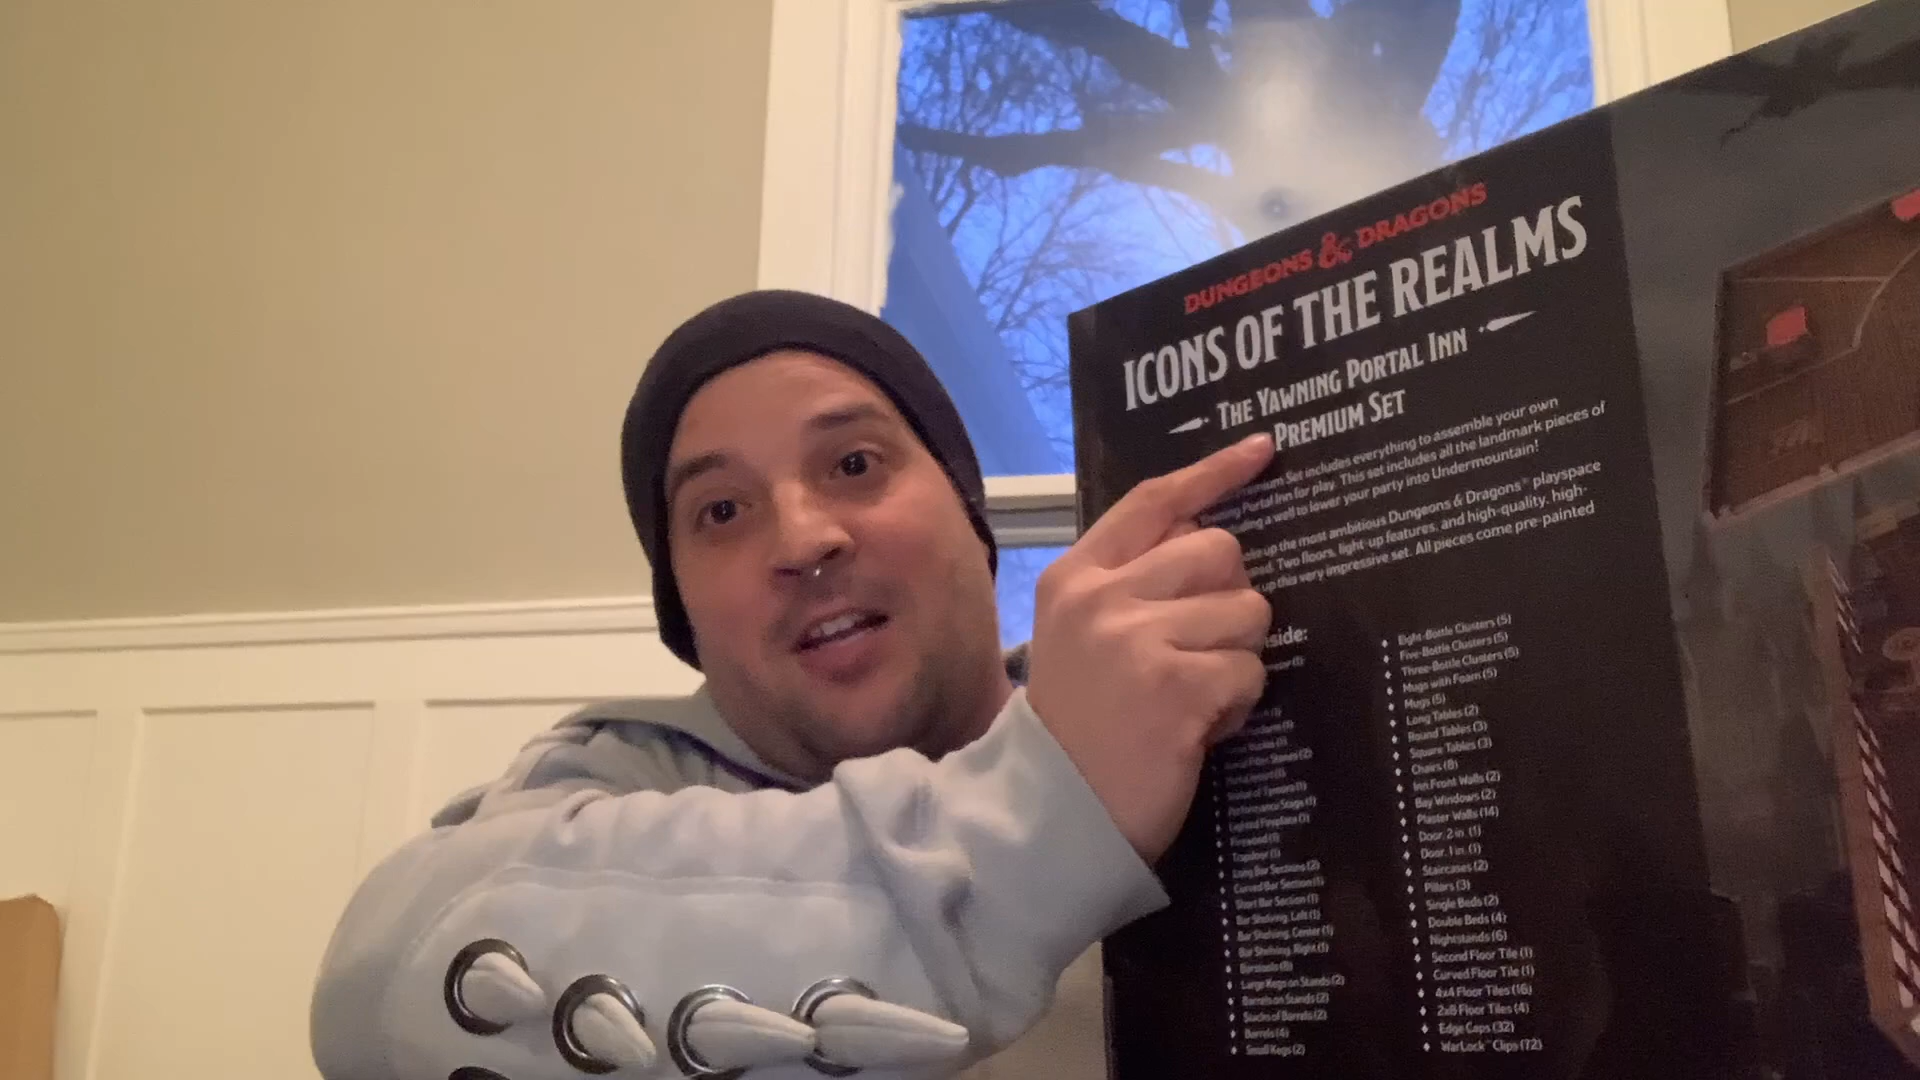 DUNGEONS & DRAGONS
ICONS OF THE REALMS
THE YAWNING PORTAL INN
PREMIUM SET
Set includes everything to assemble your own
Portal Inn for play. This set includes all the landmark pieces of
a well to lower your party into Undermountain!
up the most ambitious Dungeons & Dragons® playspace
Two floors, light-up features, and high-quality, high-
up this very impressive set. All pieces come pre-painted
Performance Stage (1)
Lighted Fireplace (1)
Firewood (1)
Trapdoor (1)
Long Bar Sections (2)
Curved Bar Section (1)
Short Bar Section (1)
Bar Shelving, Left (1)
Bar Shelving, Center (1)
Bar Shelving, Right (1)
Barstools (8)
Large Kegs on Stands (2)
Barrels on Stands (2)
Stacks of Barrels (2)
Barrels (4)
Small Kegs (2)
Eight-Bottle Clusters (5)
Five-Bottle Clusters (5)
Three-Bottle Clusters (5)
Mugs with Foam (5)
Mugs (5)
Long Tables (2)
Round Tables (3)
Square Tables (3)
Chairs (8)
Inn Front Walls (2)
Bay Windows (2)
Plaster Walls (14)
Door, 2 in. (1)
Door, 1 in. (1)
Staircases (2)
Pillars (3)
Single Beds (2)
Double Beds (4)
Nightstands (6)
Second Floor Tile (1)
Curved Floor Tile (1)
4x4 Floor Tiles (16)
2x8 Floor Tiles (4)
Edge Caps (32)
WarLock™ Clips (72)